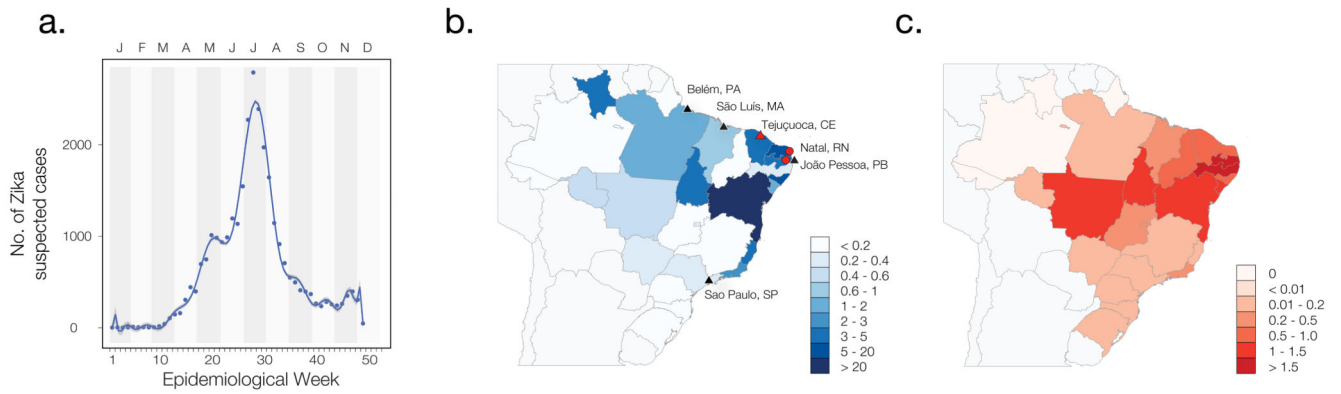 a.
J F M A M J J A S O N D
No. of Zika
suspected cases
2000
1000
0
1 10 20 30 40 50
Epidemiological Week
b.
Belém, PA
São Luís, MA
Tejuçuoca, CE
Natal, RN
João Pessoa, PB
Sao Paulo, SP
< 0.2
0.2 - 0.4
0.4 - 0.6
0.6 - 1
1 - 2
2 - 3
3 - 5
5 - 20
> 20
c.
0
< 0.01
0.01 - 0.2
0.2 - 0.5
0.5 - 1.0
1 - 1.5
> 1.5